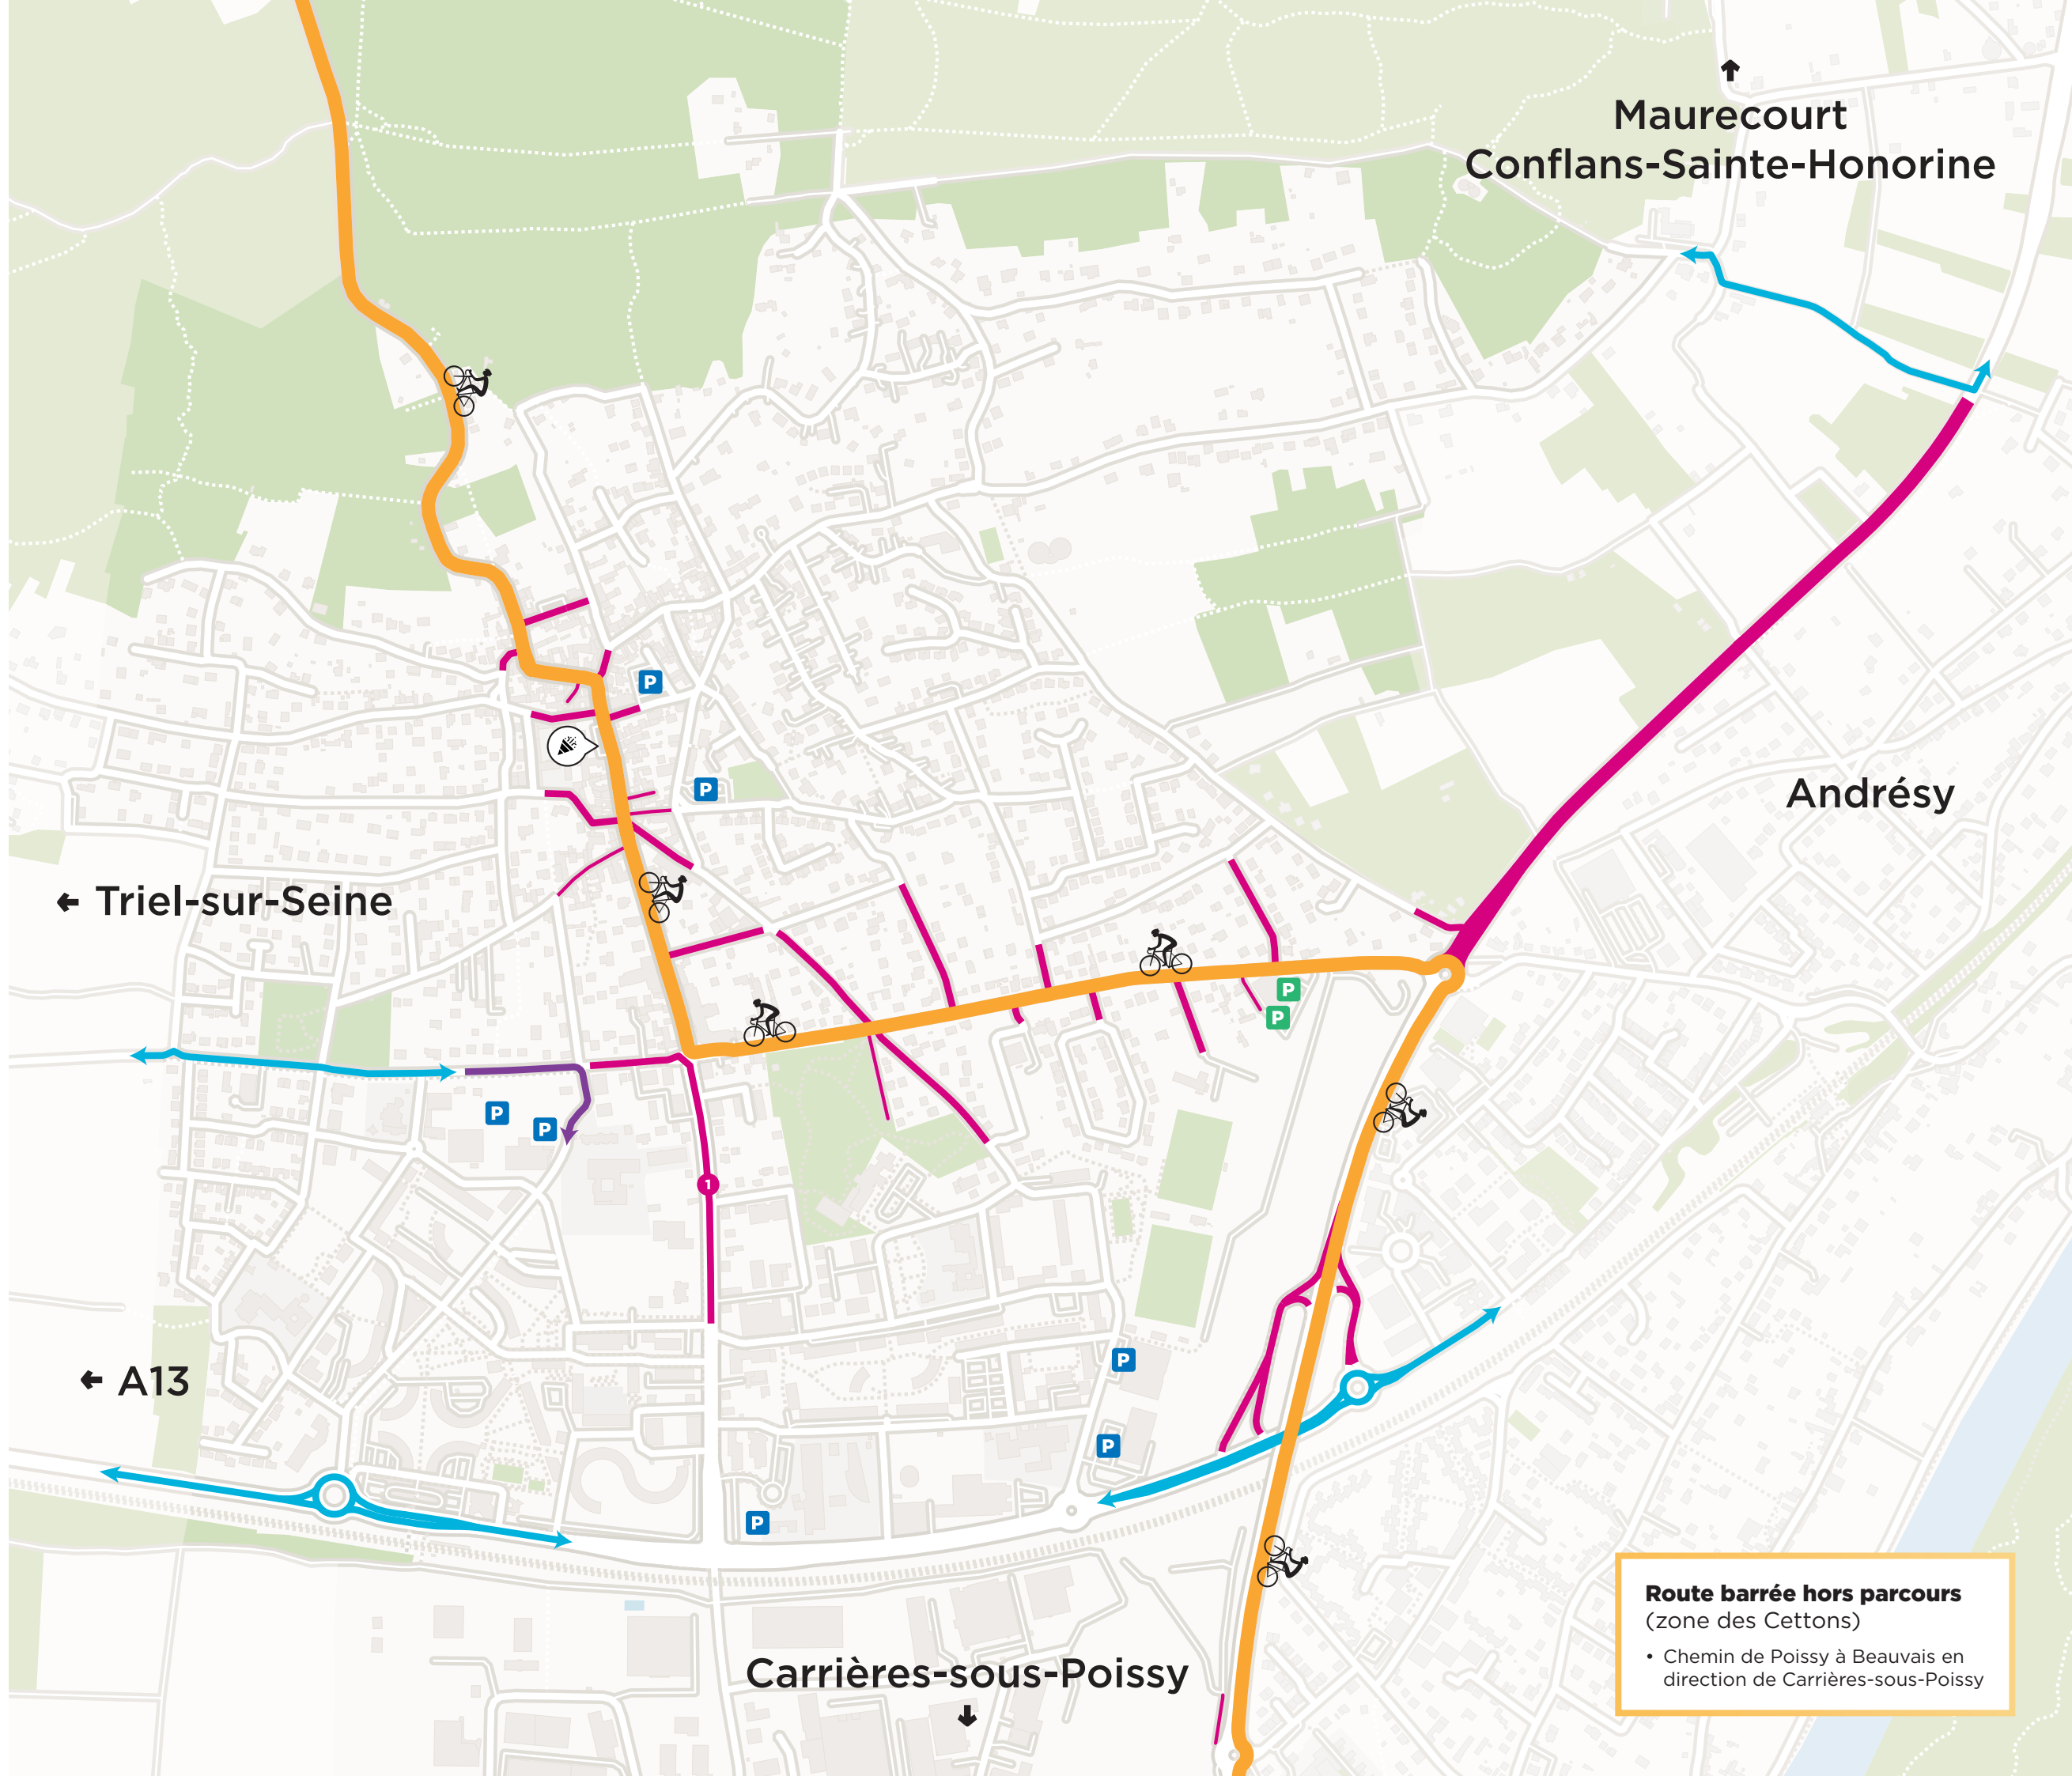 Maurecourt
Conflans-Sainte-Honorine
P
P
Andrésy
← Triel-sur-Seine
P
P
P
P
1
P
← A13
P
P
Route barrée hors parcours
(zone des Cettons)
• Chemin de Poissy à Beauvais en
direction de Carrières-sous-Poissy
Carrières-sous-Poissy